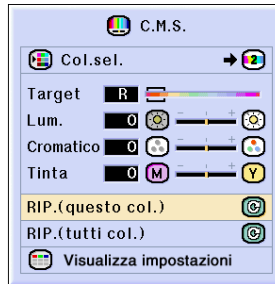 C.M.S.
Col.sel. 2
Target R
Lum. 0 - +
Cromatico 0 - +
Tinta 0 M - + Y
RIP.(questo col.)
RIP.(tutti col.)
Visualizza impostazioni